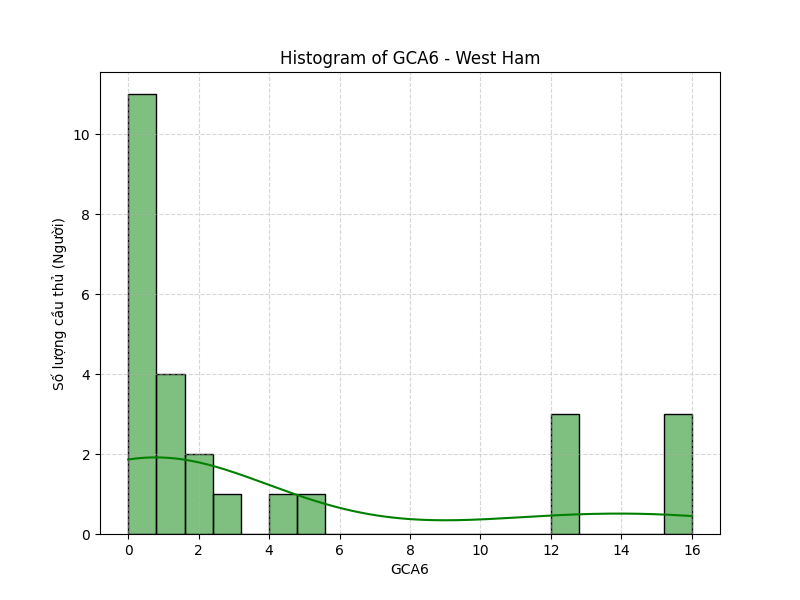 Histogram of GCA6 - West Ham
Số lượng cầu thủ (Người)
10
8
6
4
2
0
0 2 4 6 8 10 12 14 16
GCA6